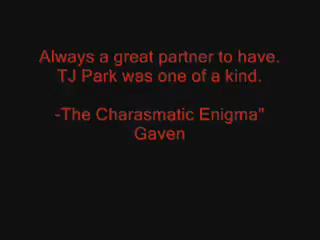 Always a great partner to have.
TJ Park was one of a kind.
-The Charasmatic Enigma"
Gaven